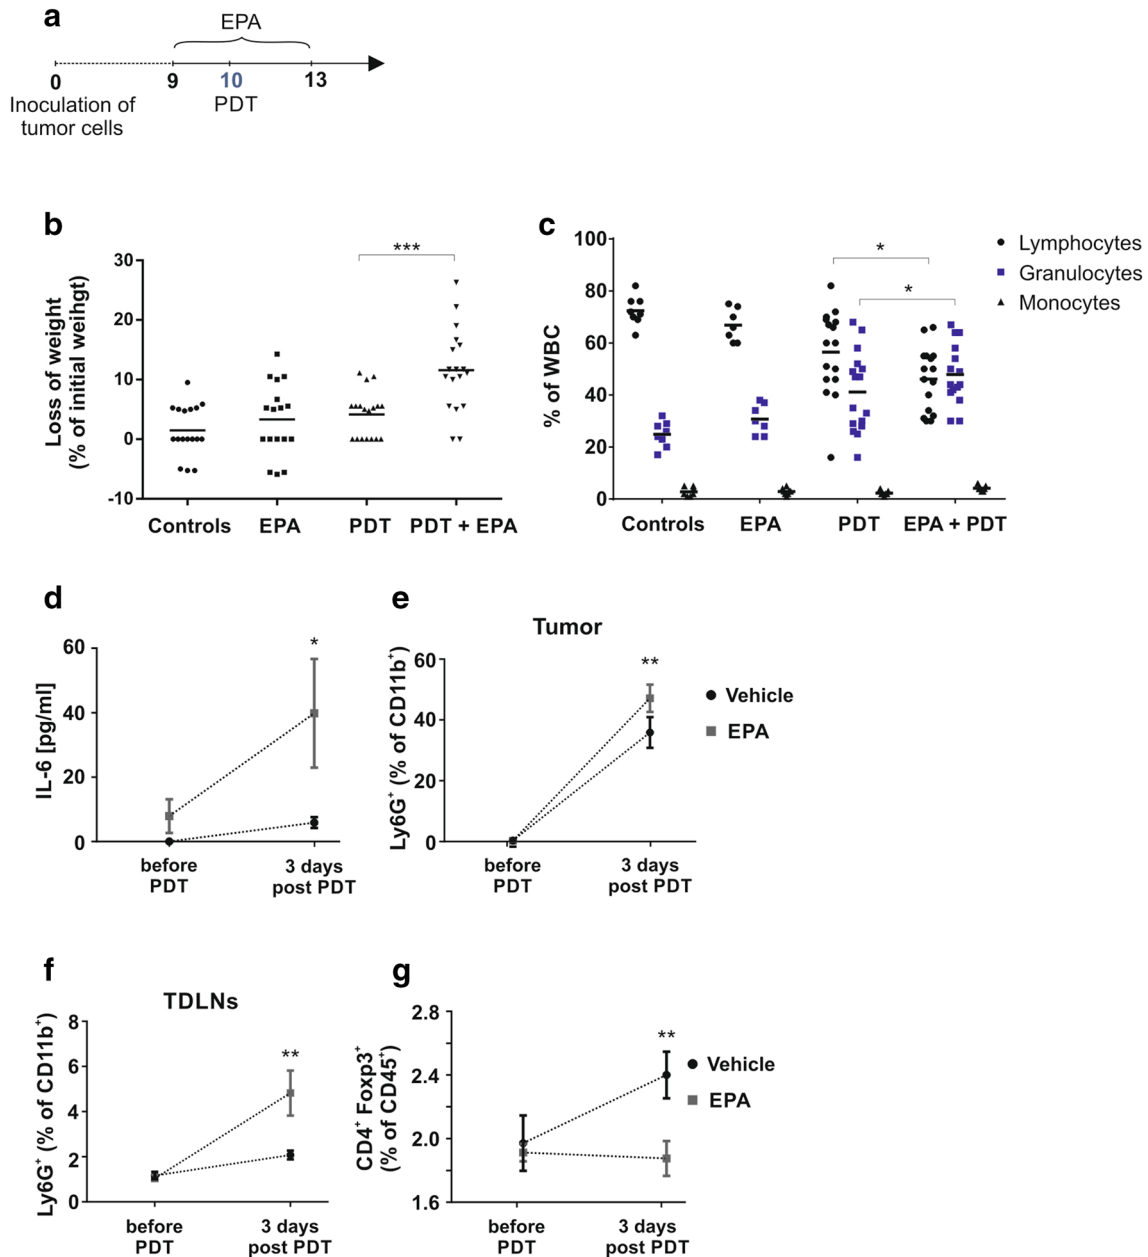 a
EPA
0
9
10
13
Inoculation of
tumor cells
PDT
b
***
30
20
10
0
-10
Loss of weight
(% of initial weihgt)
Controls
EPA
PDT
PDT + EPA
c
100
80
60
40
20
0
% of WBC
*
*
Lymphocytes
Granulocytes
Monocytes
Controls
EPA
PDT
EPA + PDT
d
60
40
20
0
IL-6 [pg/ml]
*
before
PDT
3 days
post PDT
e
Tumor
60
40
20
0
Ly6G⁺ (% of CD11b⁺)
**
Vehicle
EPA
before
PDT
3 days
post PDT
f
TDLNs
8
6
4
2
0
Ly6G⁺ (% of CD11b⁺)
**
before
PDT
3 days
post PDT
g
2.8
2.4
2.0
1.6
CD4⁺ Foxp3⁺
(% of CD45⁺)
**
Vehicle
EPA
before
PDT
3 days
post PDT